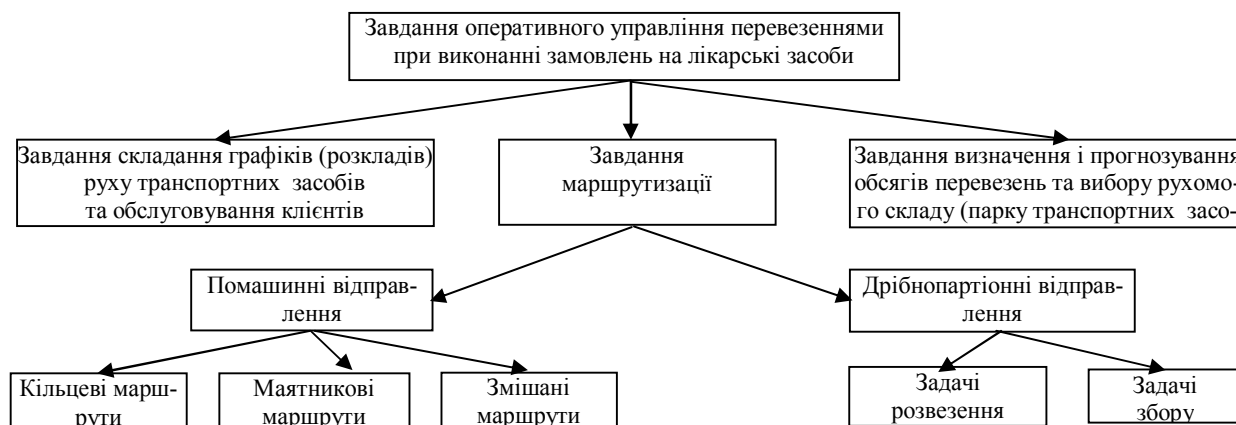 Завдання оперативного управління перевезеннями
при виконанні замовлень на лікарські засоби
Завдання складання графіків (розкладів)
руху транспортних засобів
та обслуговування клієнтів
Завдання
маршрутизації
Завдання визначення і прогнозування
обсягів перевезень та вибору рухомо-
го складу (парку транспортних засо-
Помашинні відправ-
лення
Дрібнопартіонні відправ-
лення
Кільцеві марш-
рути
Маятникові
маршрути
Змішані
маршрути
Задачі
розвезення
Задачі
збору